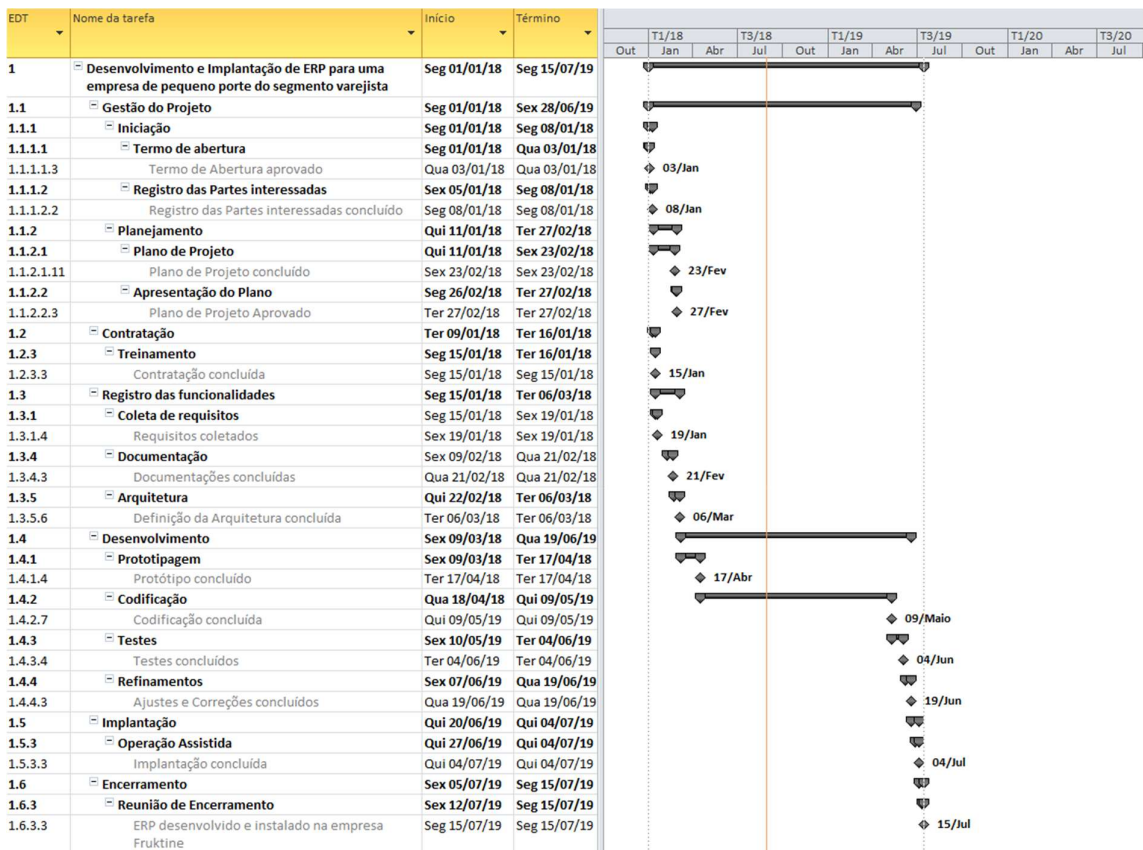 EDT Nome da tarefa Início Término
T1/18 T3/18 T1/19 T3/19 T1/20 T3/20
Out Jan Abr Jul Out Jan Abr Jul Out Jan Abr Jul
1 Desenvolvimento e Implantação de ERP para uma Seg 01/01/18 Seg 15/07/19
empresa de pequeno porte do segmento varejista
1.1 Gestão do Projeto Seg 01/01/18 Sex 28/06/19
1.1.1 Iniciação Seg 01/01/18 Seg 08/01/18
1.1.1.1 Termo de abertura Seg 01/01/18 Qua 03/01/18
1.1.1.1.3 Termo de Abertura aprovado Qua 03/01/18 Qua 03/01/18 03/Jan
1.1.1.2 Registro das Partes interessadas Sex 05/01/18 Seg 08/01/18
1.1.1.2.2 Registro das Partes interessadas concluído Seg 08/01/18 Seg 08/01/18 08/Jan
1.1.2 Planejamento Qui 11/01/18 Ter 27/02/18
1.1.2.1 Plano de Projeto Qui 11/01/18 Sex 23/02/18
1.1.2.1.11 Plano de Projeto concluído Sex 23/02/18 Sex 23/02/18 23/Fev
1.1.2.2 Apresentação do Plano Seg 26/02/18 Ter 27/02/18
1.1.2.2.3 Plano de Projeto Aprovado Ter 27/02/18 Ter 27/02/18 27/Fev
1.2 Contratação Ter 09/01/18 Ter 16/01/18
1.2.3 Treinamento Seg 15/01/18 Ter 16/01/18
1.2.3.3 Contratação concluída Seg 15/01/18 Seg 15/01/18 15/Jan
1.3 Registro das funcionalidades Seg 15/01/18 Ter 06/03/18
1.3.1 Coleta de requisitos Seg 15/01/18 Sex 19/01/18
1.3.1.4 Requisitos coletados Sex 19/01/18 Sex 19/01/18 19/Jan
1.3.4 Documentação Sex 09/02/18 Qua 21/02/18
1.3.4.3 Documentações concluídas Qua 21/02/18 Qua 21/02/18 21/Fev
1.3.5 Arquitetura Qui 22/02/18 Ter 06/03/18
1.3.5.6 Definição da Arquitetura concluída Ter 06/03/18 Ter 06/03/18 06/Mar
1.4 Desenvolvimento Sex 09/03/18 Qua 19/06/19
1.4.1 Prototipagem Sex 09/03/18 Ter 17/04/18
1.4.1.4 Protótipo concluído Ter 17/04/18 Ter 17/04/18 17/Abr
1.4.2 Codificação Qua 18/04/18 Qui 09/05/19
1.4.2.7 Codificação concluída Qui 09/05/19 Qui 09/05/19 09/Maio
1.4.3 Testes Sex 10/05/19 Ter 04/06/19
1.4.3.4 Testes concluídos Ter 04/06/19 Ter 04/06/19 04/Jun
1.4.4 Refinamentos Sex 07/06/19 Qua 19/06/19
1.4.4.3 Ajustes e Correções concluídos Qua 19/06/19 Qua 19/06/19 19/Jun
1.5 Implantação Qui 20/06/19 Qui 04/07/19
1.5.3 Operação Assistida Qui 27/06/19 Qui 04/07/19
1.5.3.3 Implantação concluída Qui 04/07/19 Qui 04/07/19 04/Jul
1.6 Encerramento Sex 05/07/19 Seg 15/07/19
1.6.3 Reunião de Encerramento Sex 12/07/19 Seg 15/07/19
1.6.3.3 ERP desenvolvido e instalado na empresa Seg 15/07/19 Seg 15/07/19 15/Jul
Fruktine